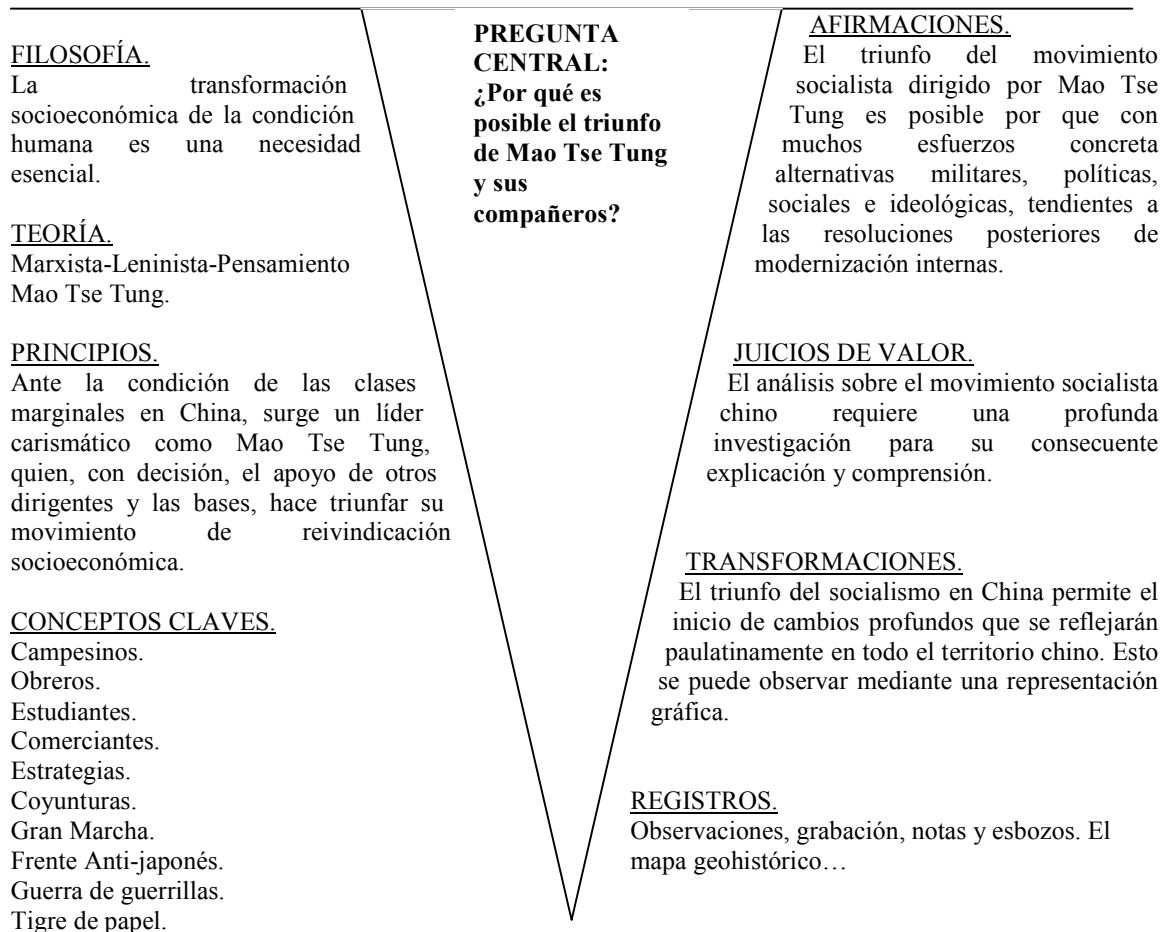 FILOSOFÍA.
La transformación
socioeconómica de la condición
humana es una necesidad
esencial.
TEORÍA.
Marxista-Leninista-Pensamiento
Mao Tse Tung.
PRINCIPIOS.
Ante la condición de las clases
marginales en China, surge un líder
carismático como Mao Tse Tung,
quien, con decisión, el apoyo de otros
dirigentes y las bases, hace triunfar su
movimiento de reivindicación
socioeconómica.
CONCEPTOS CLAVES.
Campesinos.
Obreros.
Estudiantes.
Comerciantes.
Estrategias.
Coyunturas.
Gran Marcha.
Frente Anti-japonés.
Guerra de guerrillas.
Tigre de papel.
PREGUNTA
CENTRAL:
¿Por qué es
posible el triunfo
de Mao Tse Tung
y sus
compañeros?
AFIRMACIONES.
El triunfo del movimiento
socialista dirigido por Mao Tse
Tung es posible por que con
muchos esfuerzos concreta
alternativas militares, políticas,
sociales e ideológicas, tendientes a
las resoluciones posteriores de
modernización internas.
JUICIOS DE VALOR.
El análisis sobre el movimiento socialista
chino requiere una profunda
investigación para su consecuente
explicación y comprensión.
TRANSFORMACIONES.
El triunfo del socialismo en China permite el
inicio de cambios profundos que se reflejarán
paulatinamente en todo el territorio chino. Esto
se puede observar mediante una representación
gráfica.
REGISTROS.
Observaciones, grabación, notas y esbozos. El
mapa geohistórico…